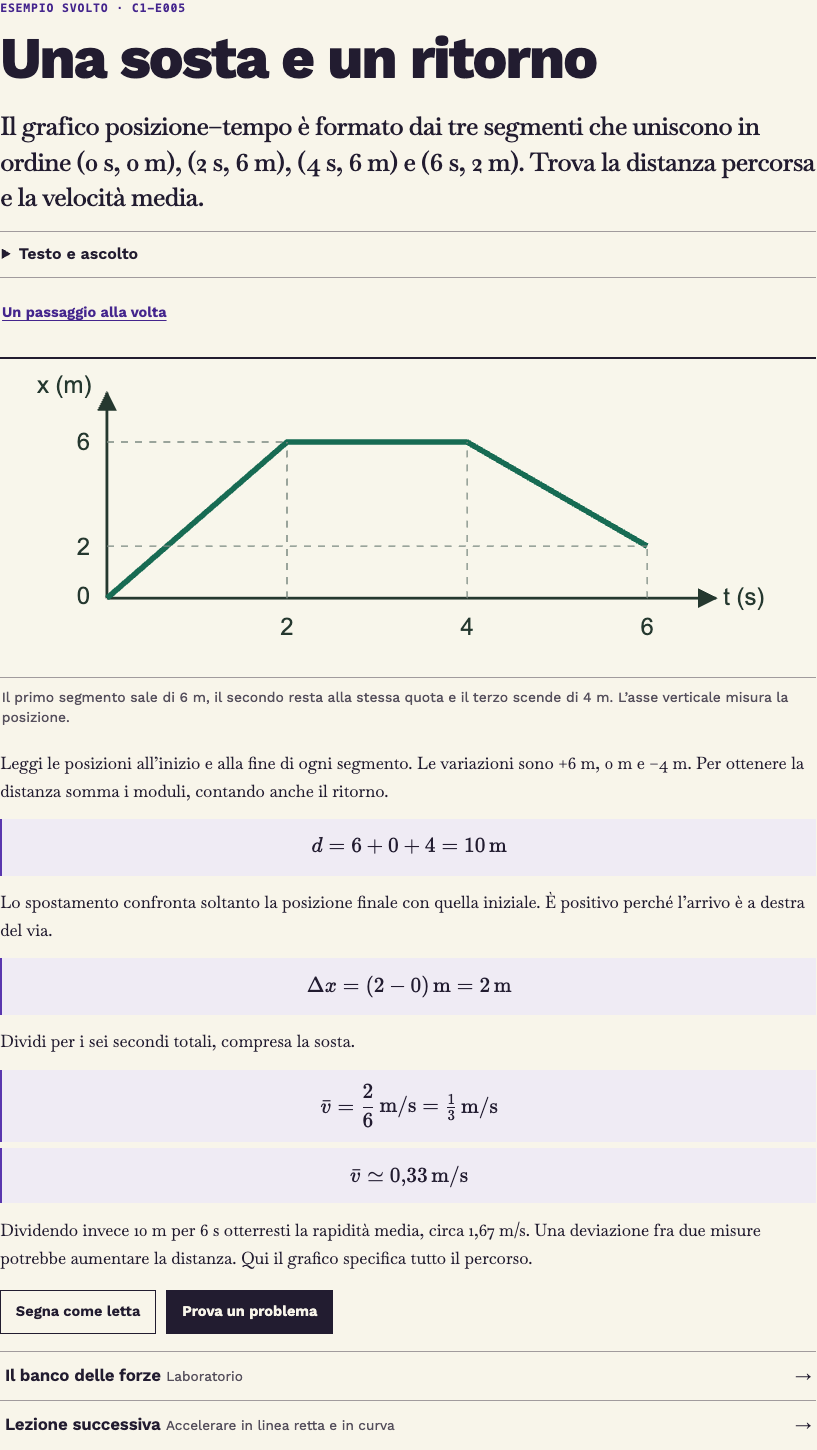 ESEMPIO SVOLTO · C1–E005
Una sosta e un ritorno
Il grafico posizione–tempo è formato dai tre segmenti che uniscono in
ordine (0 s, 0 m), (2 s, 6 m), (4 s, 6 m) e (6 s, 2 m). Trova la distanza percorsa
e la velocità media.
▶ Testo e ascolto
Un passaggio alla volta
x (m)
6
2
0
t (s)
2 4 6
Il primo segmento sale di 6 m, il secondo resta alla stessa quota e il terzo scende di 4 m. L’asse verticale misura la
posizione.
Leggi le posizioni all’inizio e alla fine di ogni segmento. Le variazioni sono +6 m, 0 m e −4 m. Per ottenere la
distanza somma i moduli, contando anche il ritorno.
d = 6 + 0 + 4 = 10 m
Lo spostamento confronta soltanto la posizione finale con quella iniziale. È positivo perché l’arrivo è a destra
del via.
Δx = (2 − 0) m = 2 m
Dividi per i sei secondi totali, compresa la sosta.
v̄ = 2/6 m/s = 1/3 m/s
v̄ ≃ 0,33 m/s
Dividendo invece 10 m per 6 s otterresti la rapidità media, circa 1,67 m/s. Una deviazione fra due misure
potrebbe aumentare la distanza. Qui il grafico specifica tutto il percorso.
Segna come letta Prova un problema
Il banco delle forze Laboratorio →
Lezione successiva Accelerare in linea retta e in curva →